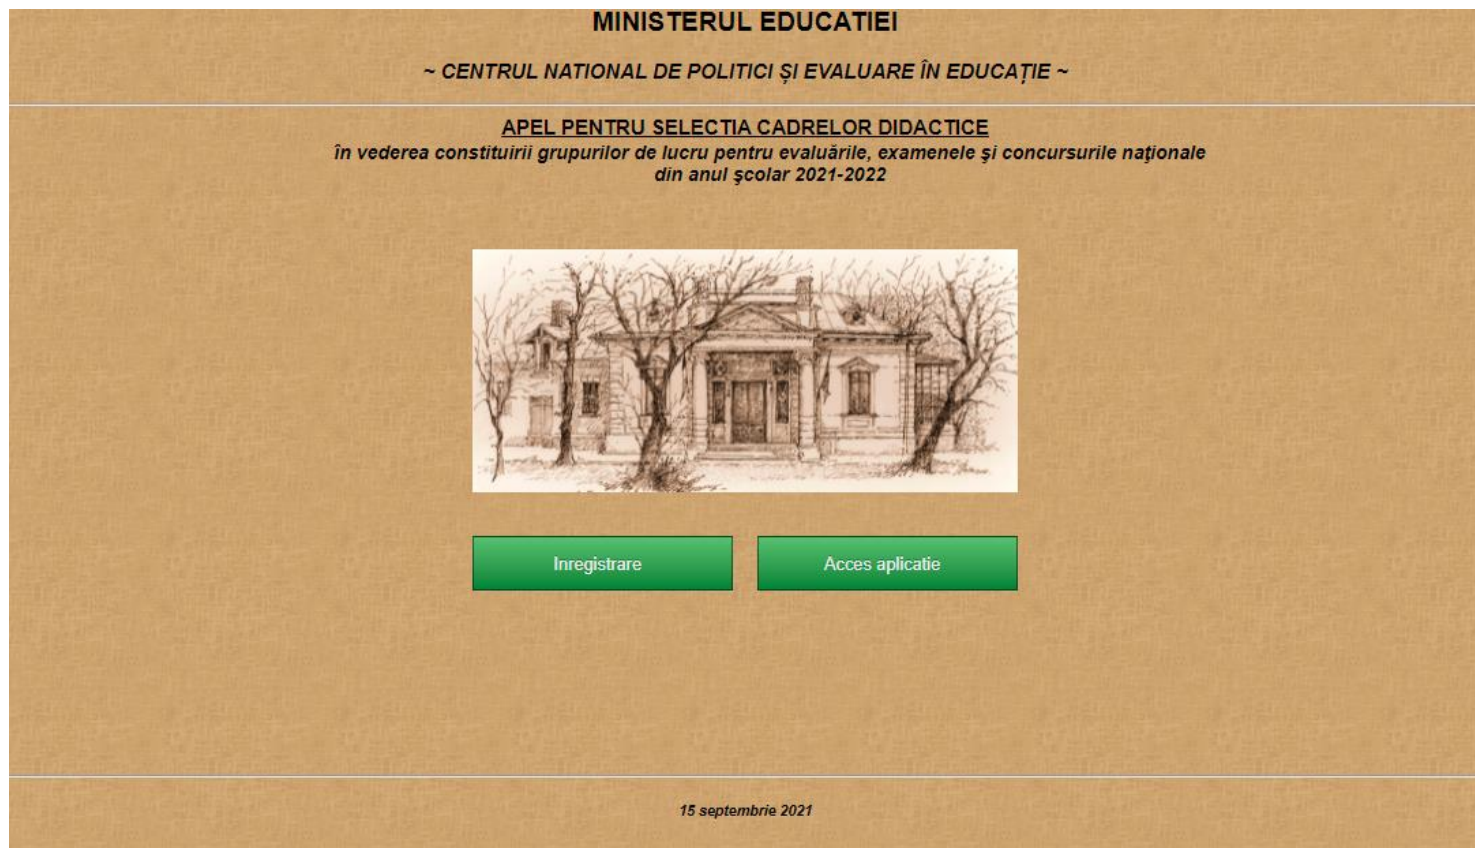 MINISTERUL EDUCATIEI
~ CENTRUL NATIONAL DE POLITICI ȘI EVALUARE ÎN EDUCAȚIE ~
APEL PENTRU SELECTIA CADRELOR DIDACTICE
în vederea constituirii grupurilor de lucru pentru evaluările, examenele şi concursurile naţionale
din anul şcolar 2021-2022
Inregistrare
Acces aplicatie
15 septembrie 2021